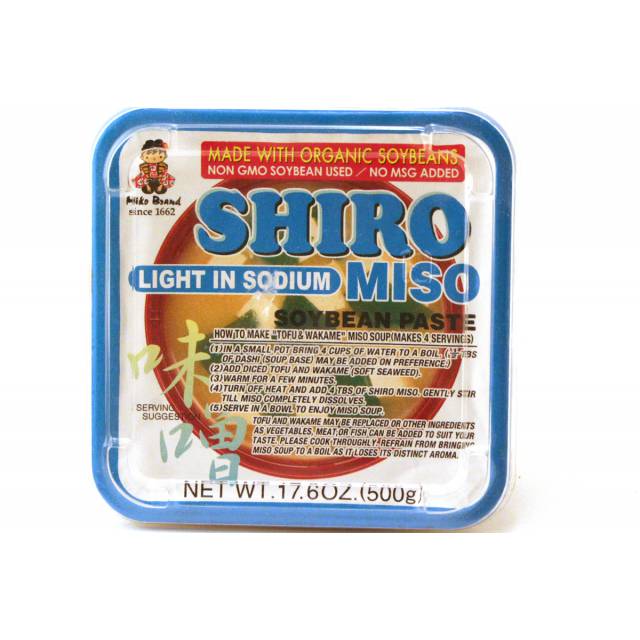 MADE WITH ORGANIC SOYBEANS
NON GMO SOYBEAN USED / NO MSG ADDED
Miko Brand
since 1662
SHIRO
LIGHT IN SODIUM
MISO
SOYBEAN PASTE
HOW TO MAKE "TOFU & WAKAME" MISO SOUP(MAKES 4 SERVINGS)
(1)IN A SMALL POT BRING 4 CUPS OF WATER TO A BOIL. TBS
OF DASHI (SOUP BASE) MAY BE ADDED ON PREFERENCE.)
(2)ADD DICED TOFU AND WAKAME (SOFT SEAWEED).
(3)WARM FOR A FEW MINUTES.
(4)TURN OFF HEAT AND ADD 4 TBS OF SHIRO MISO. GENTLY STIR
TILL MISO COMPLETELY DISSOLVES.
(5)SERVE IN A BOWL TO ENJOY MISO SOUP.
TOFU AND WAKAME MAY BE REPLACED OR OTHER INGREDIENTS
AS VEGETABLES, MEAT OR FISH CAN BE ADDED TO SUIT YOUR
TASTE. PLEASE COOK THROUGHLY. REFRAIN FROM BRINGING
MISO SOUP TO A BOIL AS IT LOSES ITS DISTINCT AROMA.
味噌
SERVING
SUGGESTION
NET WT.17.6OZ.(500g)